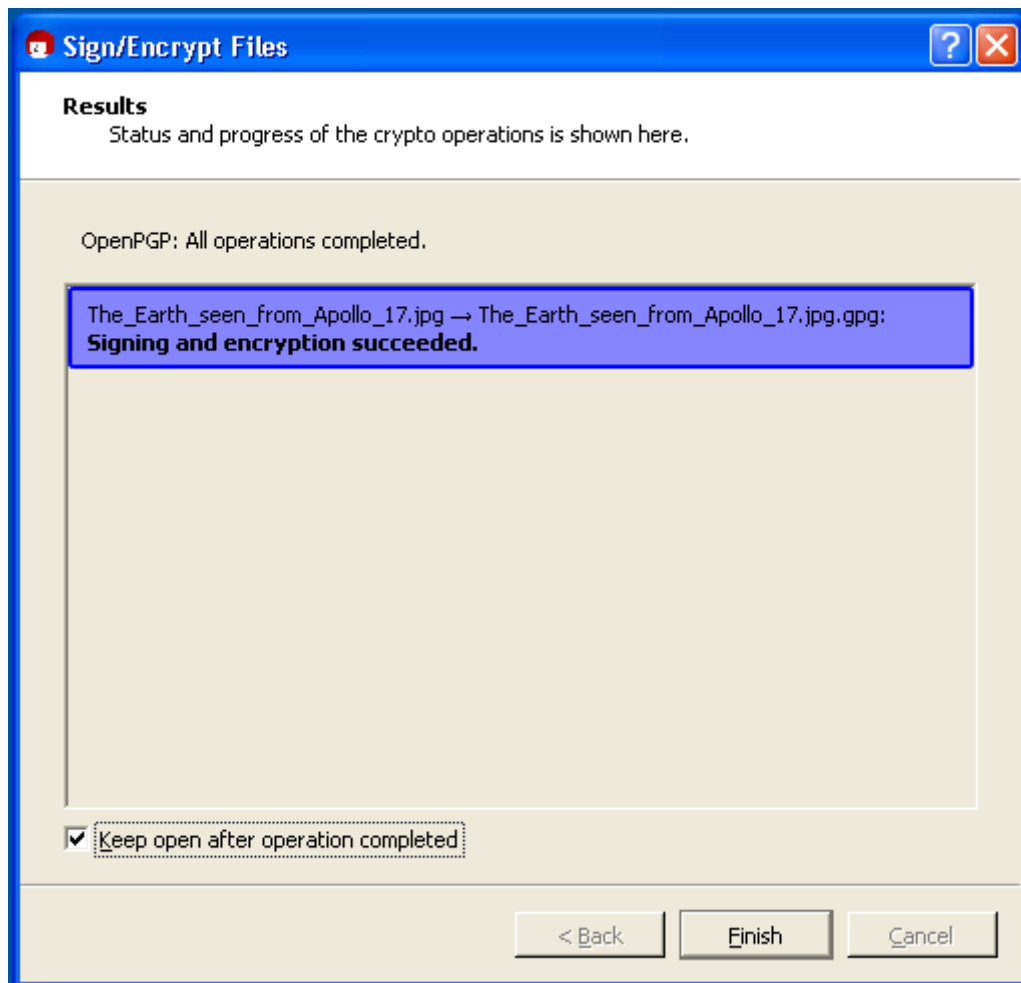 Sign/Encrypt Files
Results
Status and progress of the crypto operations is shown here.
OpenPGP: All operations completed.
The_Earth_seen_from_Apollo_17.jpg → The_Earth_seen_from_Apollo_17.jpg.gpg:
Signing and encryption succeeded.
Keep open after operation completed
< Back Finish Cancel